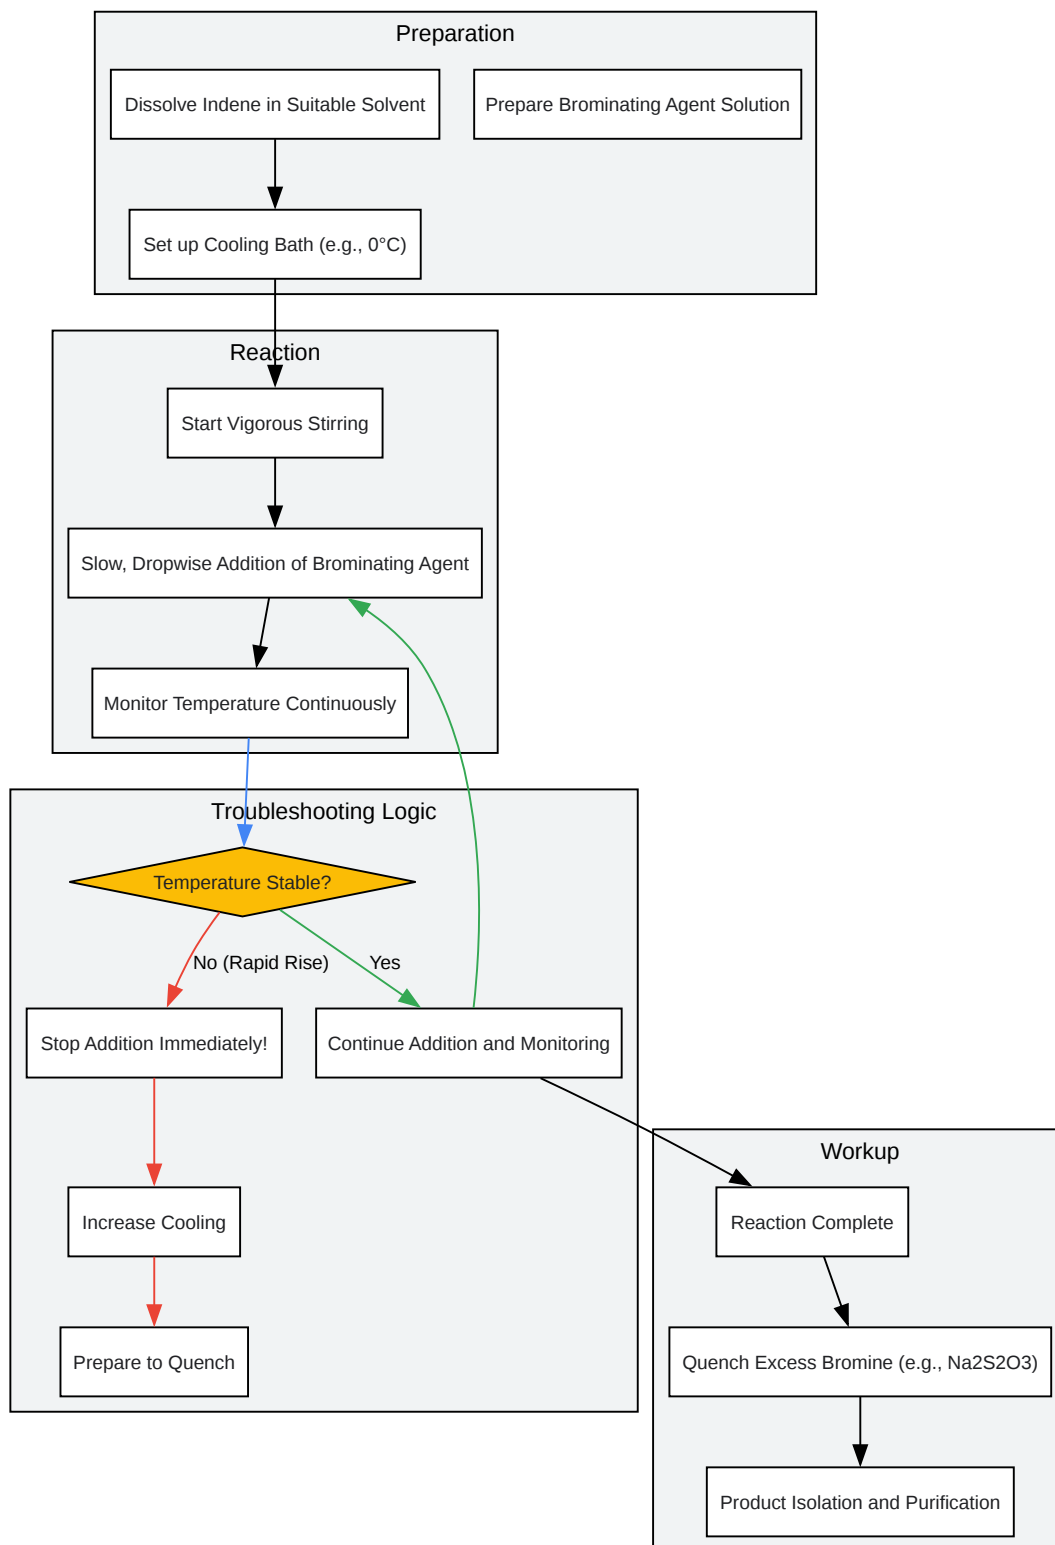 Preparation
Dissolve Indene in Suitable Solvent
Prepare Brominating Agent Solution
Set up Cooling Bath (e.g., 0°C)
Reaction
Start Vigorous Stirring
Slow, Dropwise Addition of Brominating Agent
Monitor Temperature Continuously
Troubleshooting Logic
Temperature Stable?
No (Rapid Rise)
Yes
Stop Addition Immediately!
Continue Addition and Monitoring
Increase Cooling
Prepare to Quench
Workup
Reaction Complete
Quench Excess Bromine (e.g., Na2S2O3)
Product Isolation and Purification